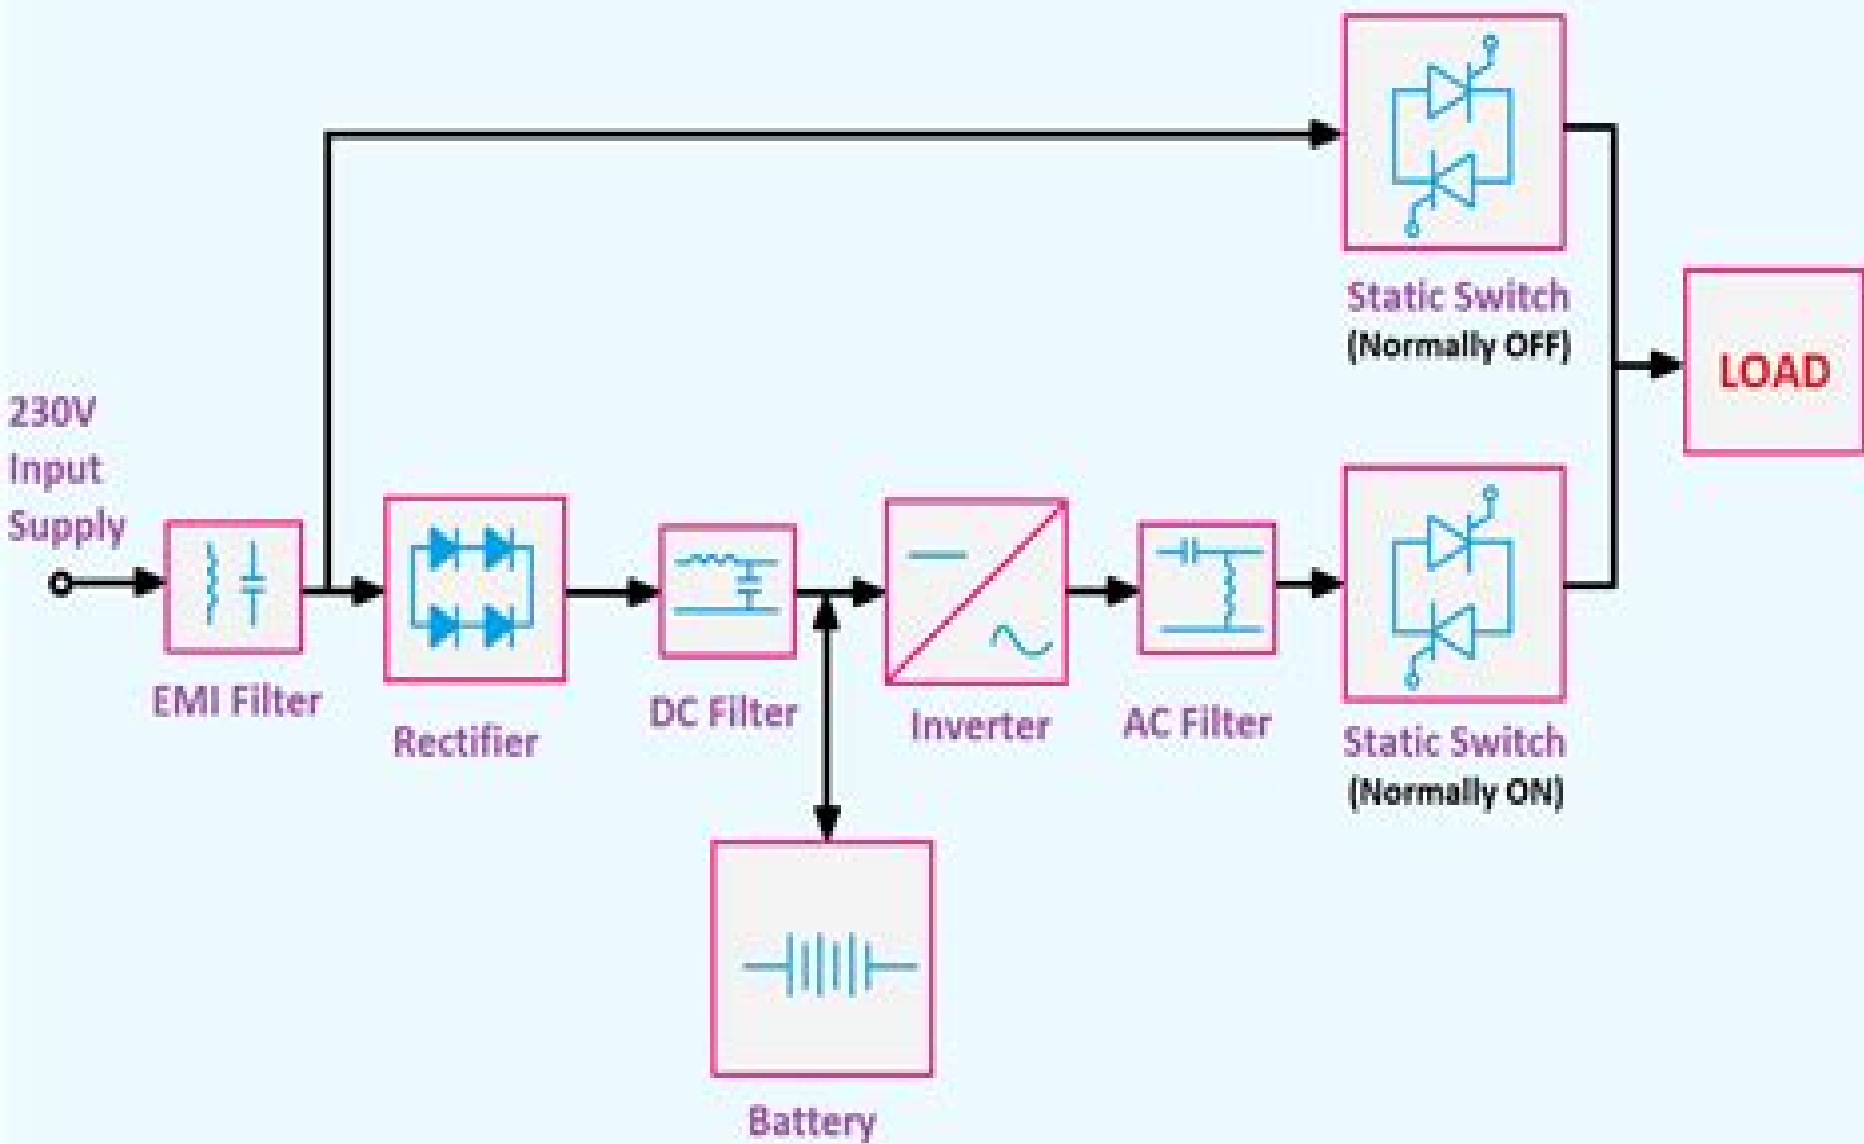 Static Switch
(Normally OFF)
LOAD
230V
Input
Supply
EMI Filter
Rectifier
DC Filter
Inverter
AC Filter
Static Switch
(Normally ON)
Battery